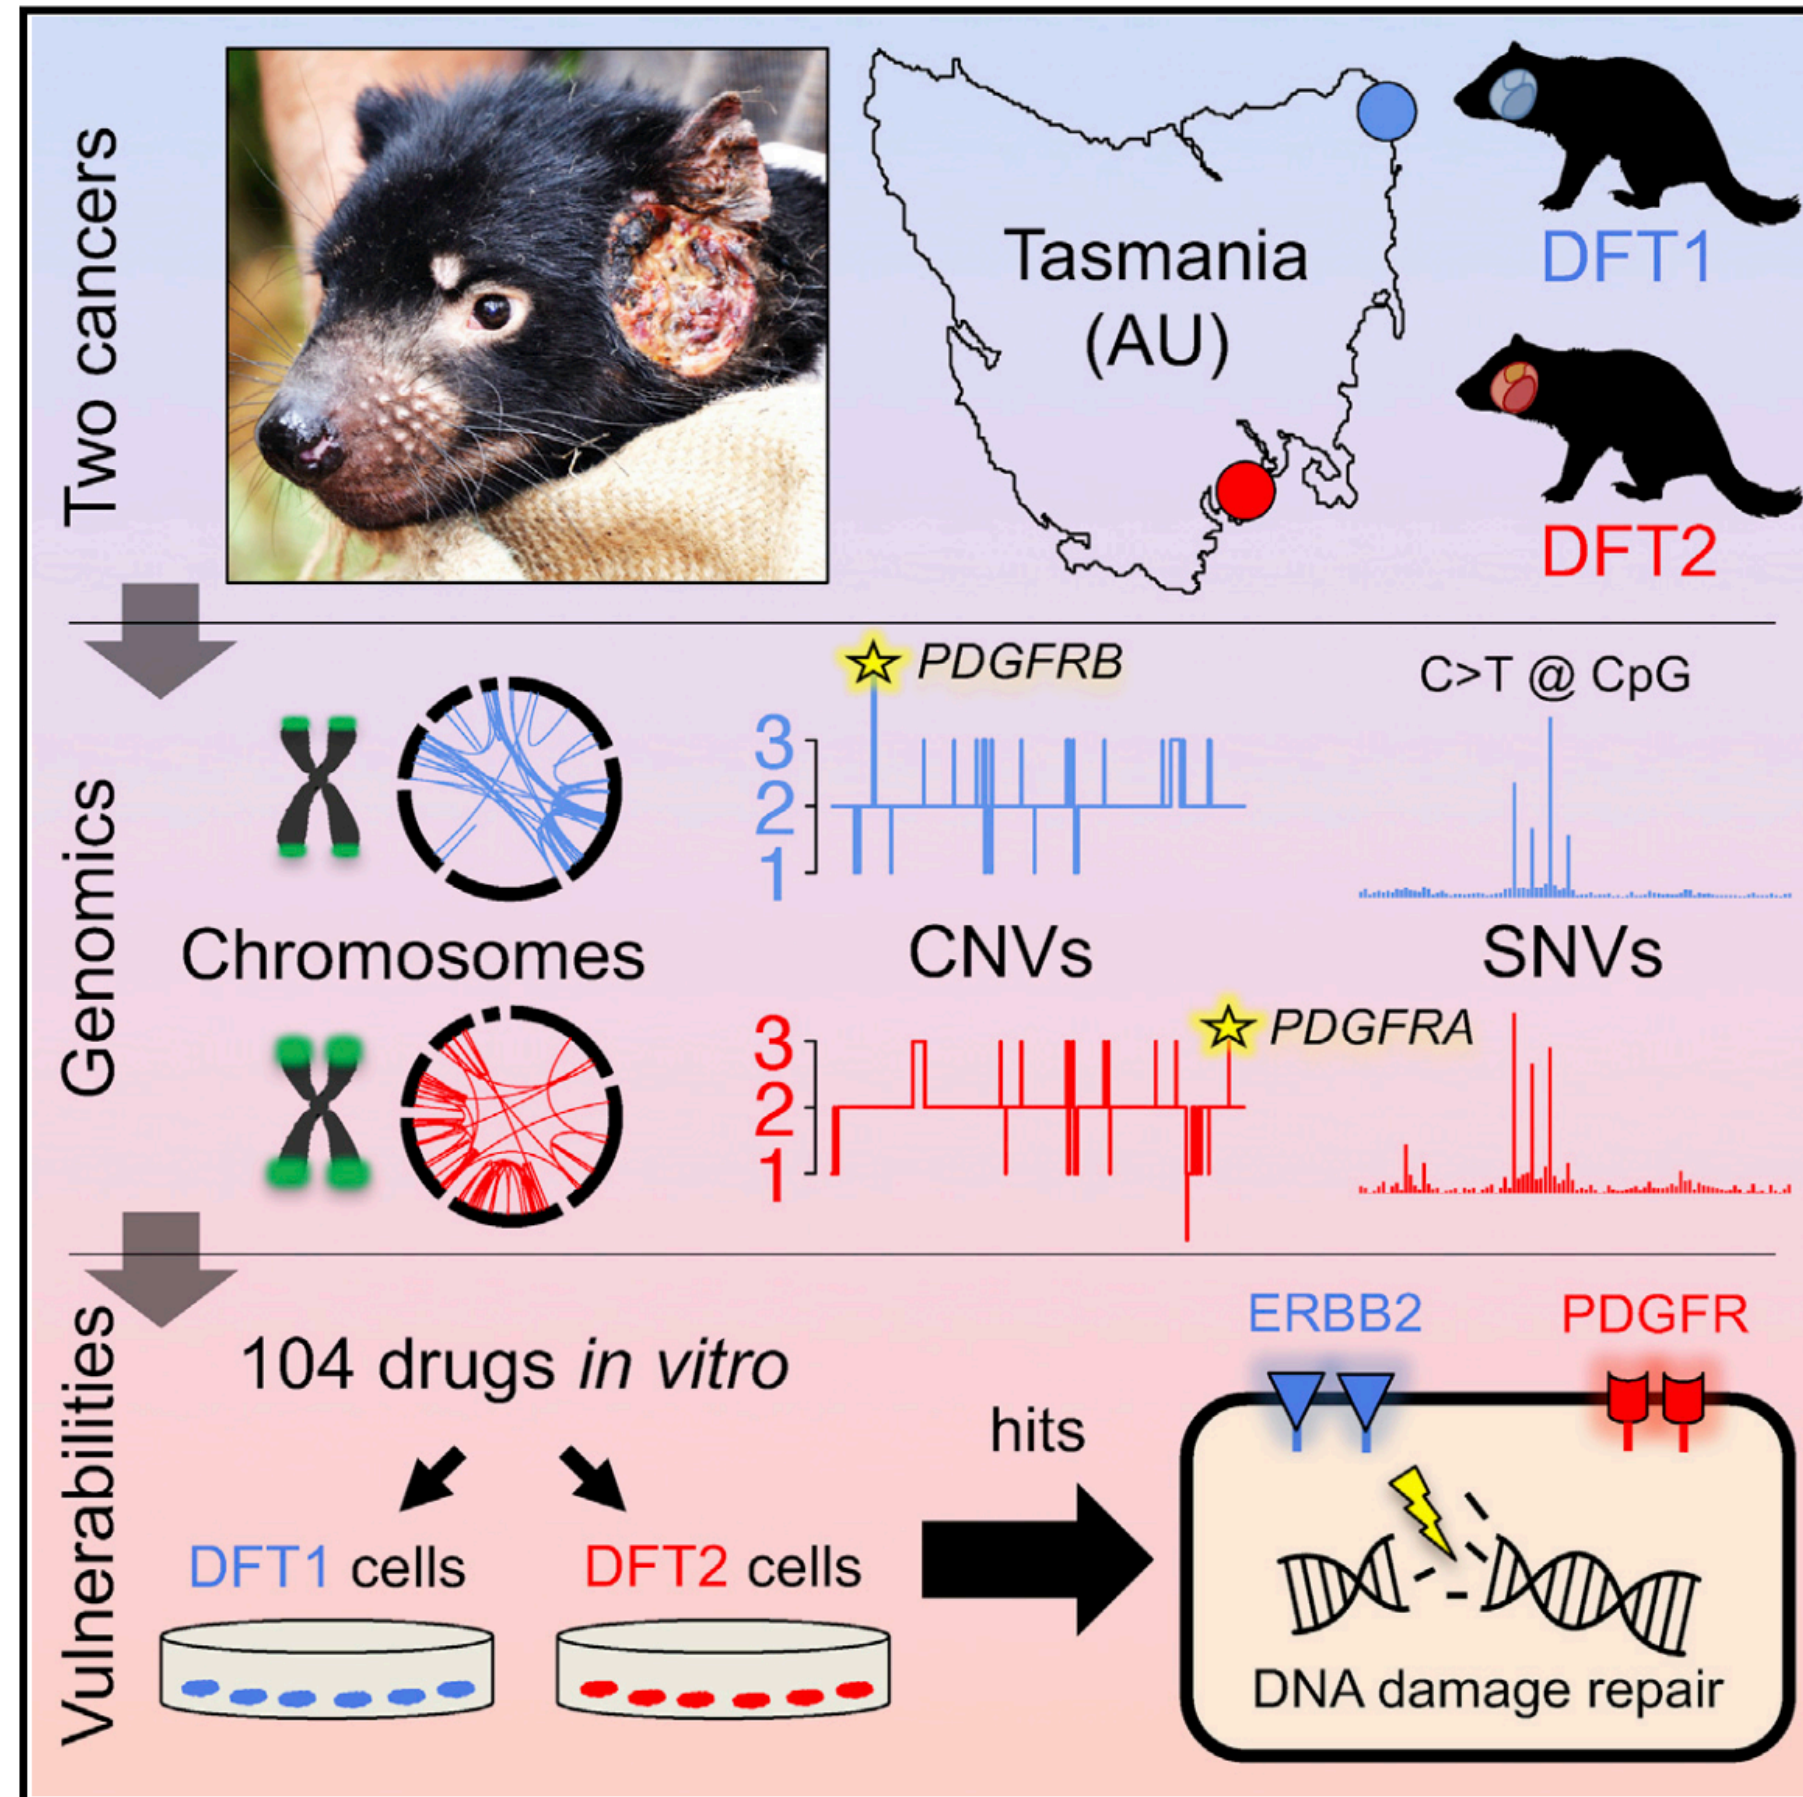 Two cancers
Tasmania
(AU)
DFT1
DFT2
Genomics
PDGFRB
C>T @ CpG
3
2
1
Chromosomes
CNVs
SNVs
3
2
1
PDGFRA
Vulnerabilities
104 drugs in vitro
DFT1 cells
DFT2 cells
hits
ERBB2
PDGFR
DNA damage repair